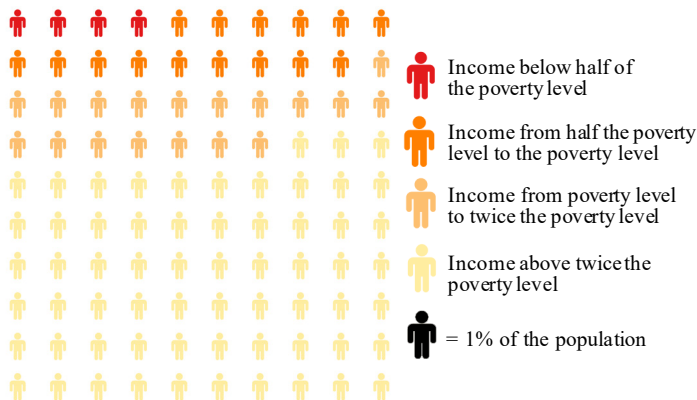 Income below half of
the poverty level
Income from half the poverty
level to the poverty level
Income from poverty level
to twice the poverty level
Income above twice the
poverty level
= 1% of the population